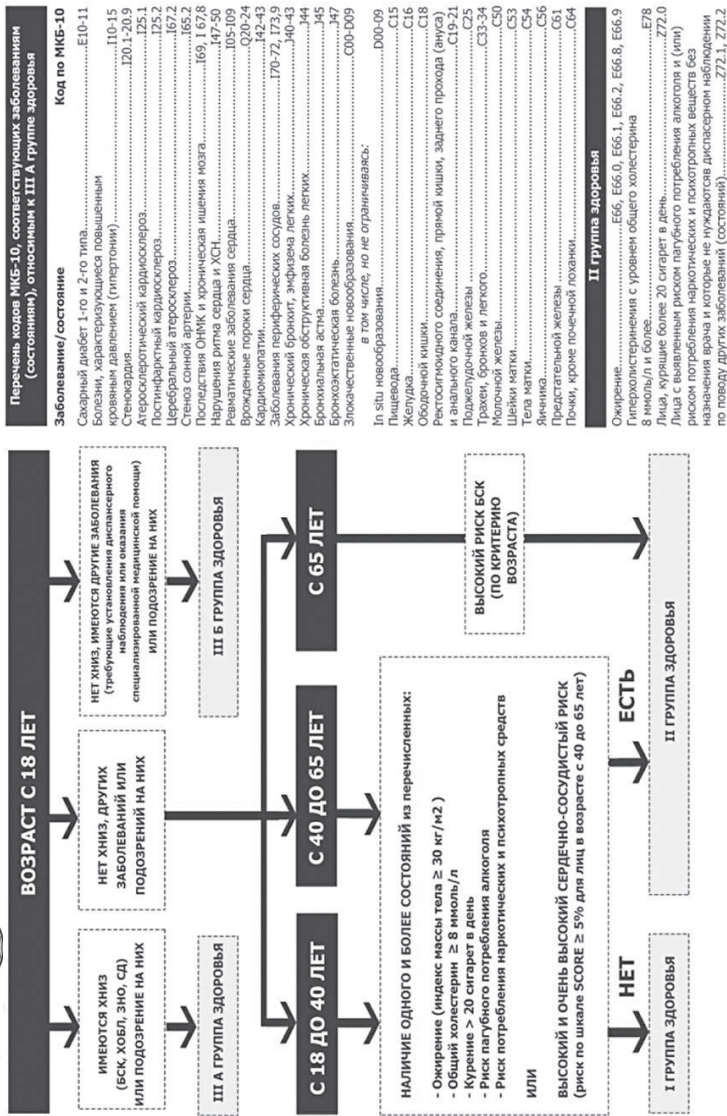 ВОЗРАСТ С 18 ЛЕТ
ИМЕЮТСЯ ХНИЗ
(БСК, ХОБЛ, ЗНО, СД)
ИЛИ ПОДОЗРЕНИЕ НА НИХ
НЕТ ХНИЗ, ДРУГИХ
ЗАБОЛЕВАНИЙ ИЛИ
ПОДОЗРЕНИЙ НА НИХ
НЕТ ХНИЗ, ИМЕЮТСЯ ДРУГИЕ ЗАБОЛЕВАНИЯ
(требующие установления диспансерного
наблюдения или оказания
специализированной медицинской помощи)
ИЛИ ПОДОЗРЕНИЕ НА НИХ
III А ГРУППА ЗДОРОВЬЯ
III Б ГРУППА ЗДОРОВЬЯ
С 18 ДО 40 ЛЕТ
С 40 ДО 65 ЛЕТ
С 65 ЛЕТ
НАЛИЧИЕ ОДНОГО И БОЛЕЕ СОСТОЯНИЙ из перечисленных:
- Ожирение (индекс массы тела ≥ 30 кг/м2 )
- Общий холестерин ≥ 8 ммоль/л
- Курение > 20 сигарет в день
- Риск пагубного потребления алкоголя
- Риск потребления наркотических и психотропных средств
ИЛИ
ВЫСОКИЙ И ОЧЕНЬ ВЫСОКИЙ СЕРДЕЧНО-СОСУДИСТЫЙ РИСК
(риск по шкале SCORE ≥ 5% для лиц в возрасте с 40 до 65 лет)
ВЫСОКИЙ РИСК БСК
(ПО КРИТЕРИЮ
ВОЗРАСТА)
НЕТ
ЕСТЬ
I ГРУППА ЗДОРОВЬЯ
II ГРУППА ЗДОРОВЬЯ
Перечень кодов МКБ-10, соответствующих заболеваниям
(состояниям), относимым к III А группе здоровья
Заболевание/состояние Код по МКБ-10
Сахарный диабет 1-го и 2-го типа....E10-11
Болезни, характеризующиеся повышенным
кровяным давлением (гипертонии)....I10-15
Стенокардия....I20.1-20.9
Атеросклеротический кардиосклероз....I25.1
Постинфарктный кардиосклероз....I25.2
Церебральный атеросклероз....I67.2
Стеноз сонной артерии....I65.2
Последствия ОНМК и хроническая ишемия мозга....I69, I 67,8
Нарушения ритма сердца и ХСН....I47-50
Ревматические заболевания сердца....I05-I09
Врожденные пороки сердца....Q20-24
Кардиомиопатии....I42-43
Заболевания периферических сосудов....I70-72, I73,9
Хронический бронхит, эмфизема легких....J40-43
Хроническая обструктивная болезнь легких....J44
Бронхиальная астма....J45
Бронхоэктатическая болезнь....J47
Злокачественные новообразования....C00-D09
в том числе, но не ограничиваясь:
In situ новообразования....D00-09
Пищевода....C15
Желудка....C16
Ободочной кишки....C18
Ректосигмоидного соединения, прямой кишки, заднего прохода (ануса)
и анального канала....C19-21
Поджелудочной железы....C25
Трахеи, бронхов и легкого....C33-34
Молочной железы....C50
Шейки матки....C53
Тела матки....C54
Яичника....C56
Предстательной железы....C61
Почки, кроме почечной лоханки....C64
II группа здоровья
Ожирение....E66, E66.0, E66.1, E66.2, E66.8, E66.9
Гиперхолистеринемия с уровнем общего холестерина
8 ммоль/л и более....E78
Лица, курящие более 20 сигарет в день....Z72.0
Лица с выявленным риском пагубного потребления алкоголя и (или)
риском потребления наркотических и психотропных веществ без
назначения врача и которые не нуждаются в диспасерном наблюдении
по поводу других заболеваний (состояний)....Z72.1, Z72.2